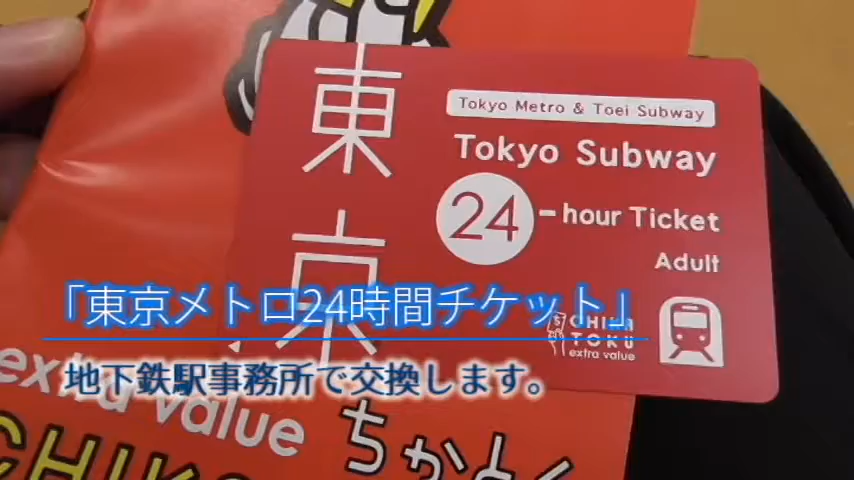 東京
Tokyo Metro & Toei Subway
Tokyo Subway
24-hour Ticket
Adult
「東京メトロ24時間チケット」
CHIKA
TOKU
extra value
地下鉄駅事務所で交換します。
extra value
ちかとく